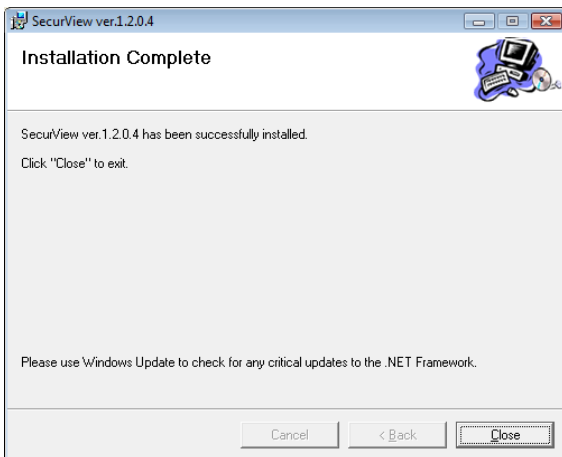 SecurView ver.1.2.0.4
Installation Complete
SecurView ver.1.2.0.4 has been successfully installed.
Click "Close" to exit.
Please use Windows Update to check for any critical updates to the .NET Framework.
Cancel
< Back
Close